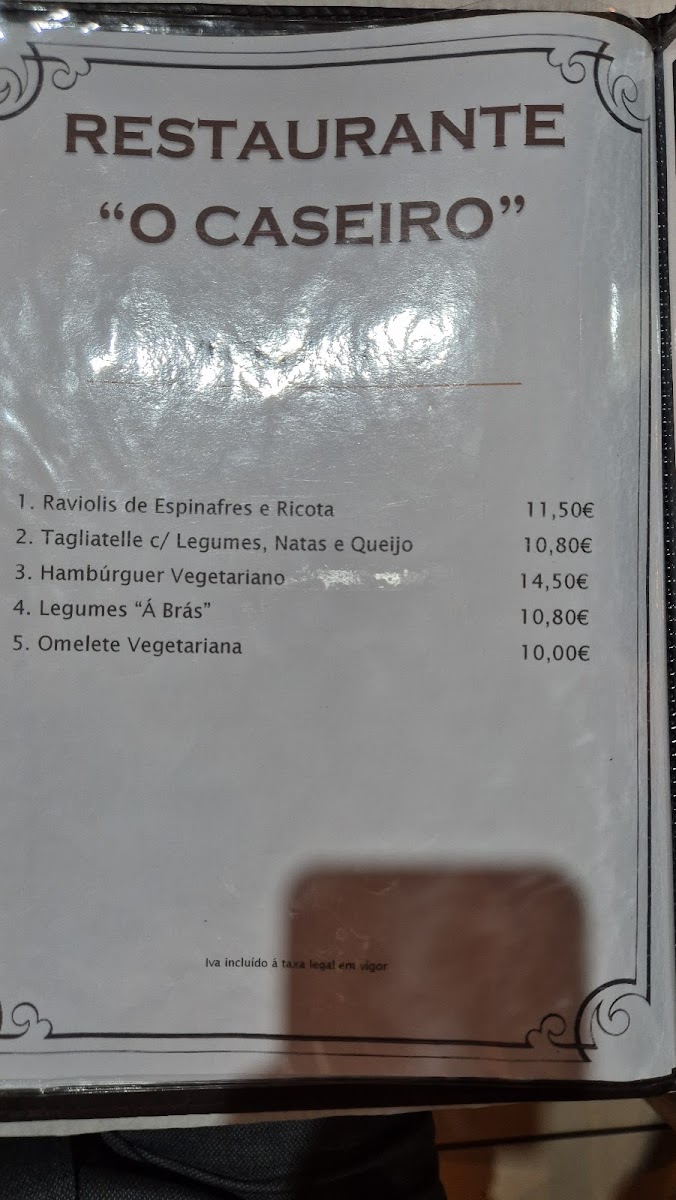 RESTAURANTE
“O CASEIRO”
1. Raviolis de Espinafres e Ricota 11,50€
2. Tagliatelle c/ Legumes, Natas e Queijo 10,80€
3. Hambúrguer Vegetariano 14,50€
4. Legumes “Á Brás” 10,80€
5. Omelete Vegetariana 10,00€
Iva incluído á taxa legal em vigor